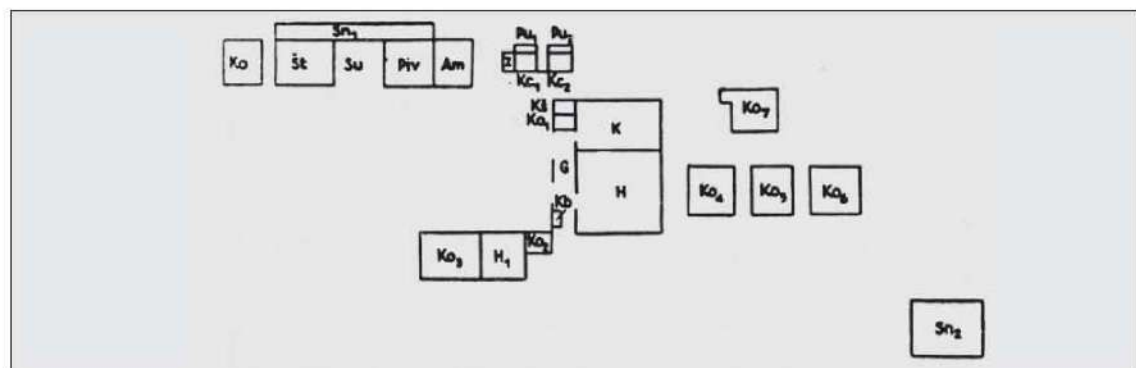 Sn₁
Pu₁ Pu₂
Ko Št Su Piv Am
Kc₁ Kc₂
Kš
Ko₁ K Ko₇
G
H Ko₄ Ko₅ Ko₆
Kb
Ko₃ H₁ Ko₂
Sn₂